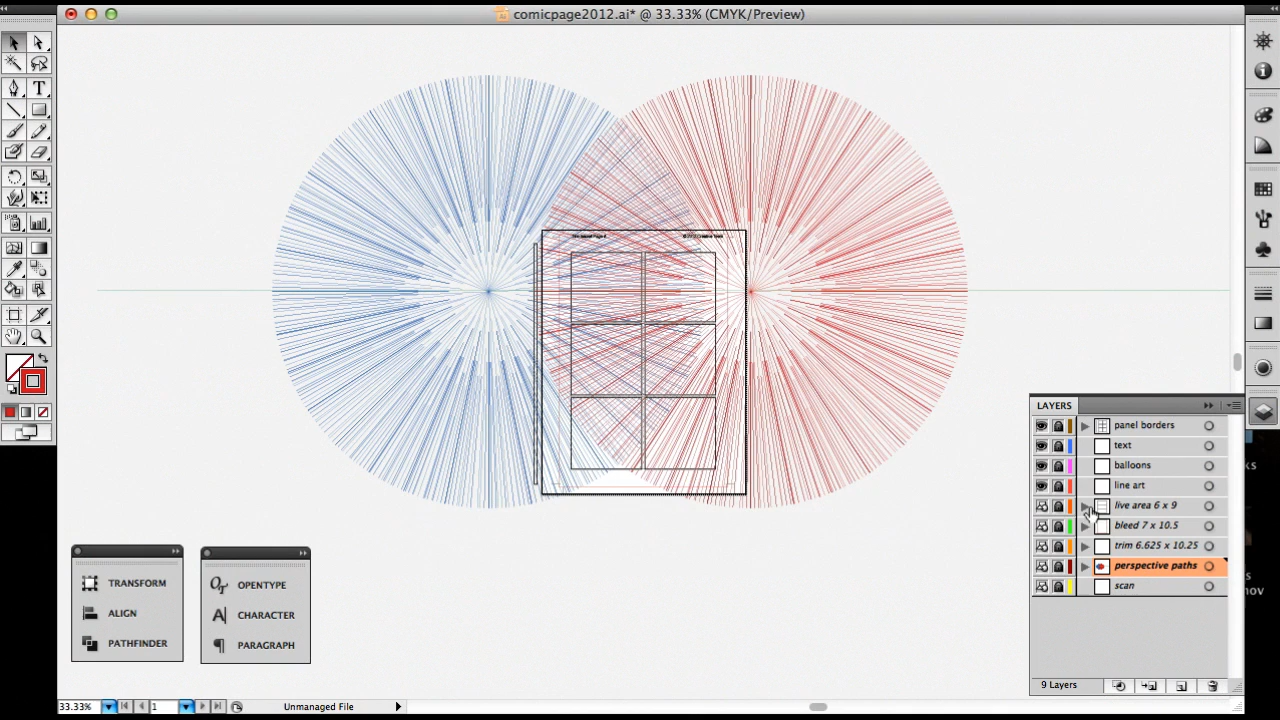 comicpage2012.ai* @ 33.33% (CMYK/Preview)
LAYERS
panel borders
text
balloons
line art
live area 6 x 9
bleed 7 x 10.5
trim 6.625 x 10.25
perspective paths
scan
9 Layers
TRANSFORM
ALIGN
PATHFINDER
OPENTYPE
CHARACTER
PARAGRAPH
33.33%
1
Unmanaged File